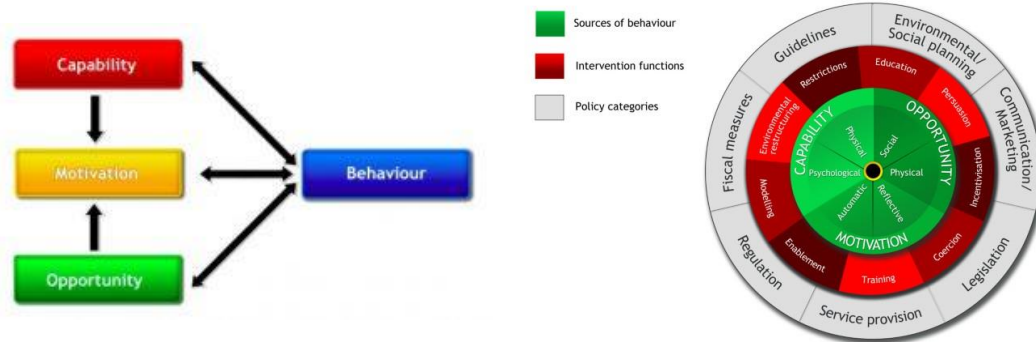 Capability
Motivation
Behaviour
Opportunity
Sources of behaviour
Intervention functions
Policy categories
Guidelines
Environmental/
Social planning
Communication/
Marketing
Legislation
Service provision
Regulation
Fiscal measures
Restrictions
Education
Persuasion
Incentivisation
Coercion
Training
Enablement
Modelling
Environmental
restructuring
CAPABILITY
OPPORTUNITY
MOTIVATION
Physical
Social
Psychological
Physical
Automatic
Reflective